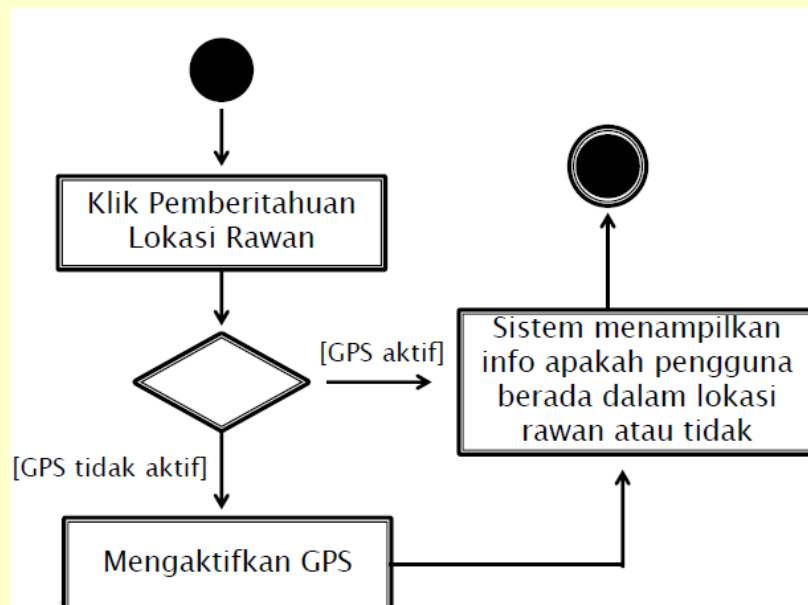 Klik Pemberitahuan
Lokasi Rawan
[GPS aktif]
Sistem menampilkan
info apakah pengguna
berada dalam lokasi
rawan atau tidak
[GPS tidak aktif]
Mengaktifkan GPS